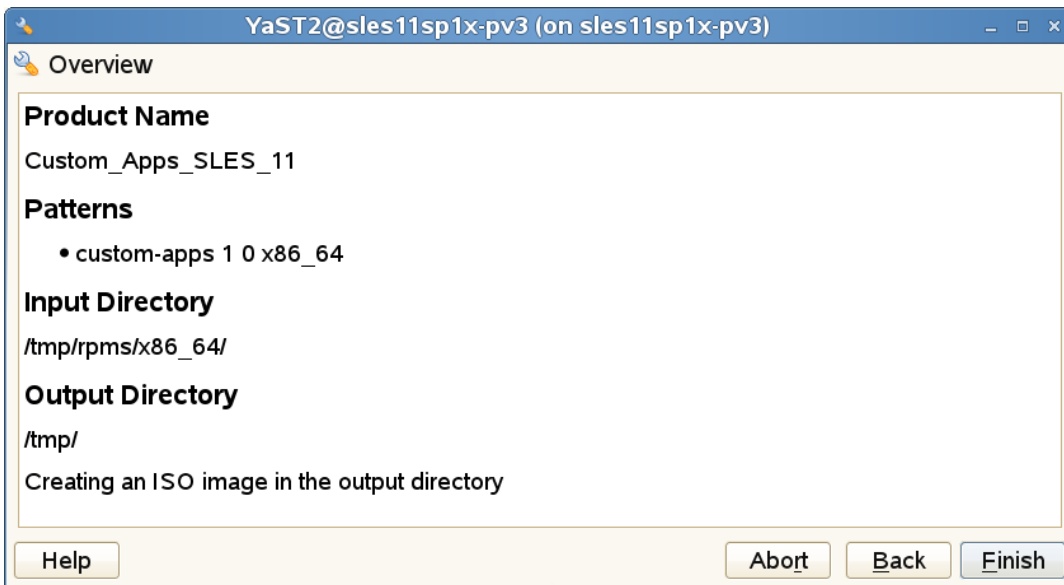 YaST2@sles11sp1x-pv3 (on sles11sp1x-pv3)
Overview
Product Name
Custom_Apps_SLES_11
Patterns
• custom-apps 1 0 x86_64
Input Directory
/tmp/rpms/x86_64/
Output Directory
/tmp/
Creating an ISO image in the output directory
Help Abort Back Finish